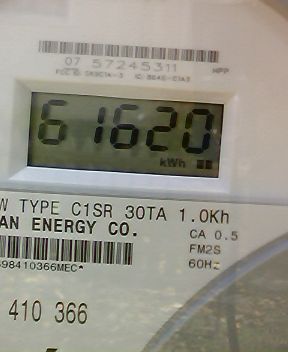 07 57245311
61620
kWh
W TYPE C1SR 30TA 1.0Kh
AN ENERGY CO.
CA 0.5
FM2S
60Hz
98410366MEC*
410 366